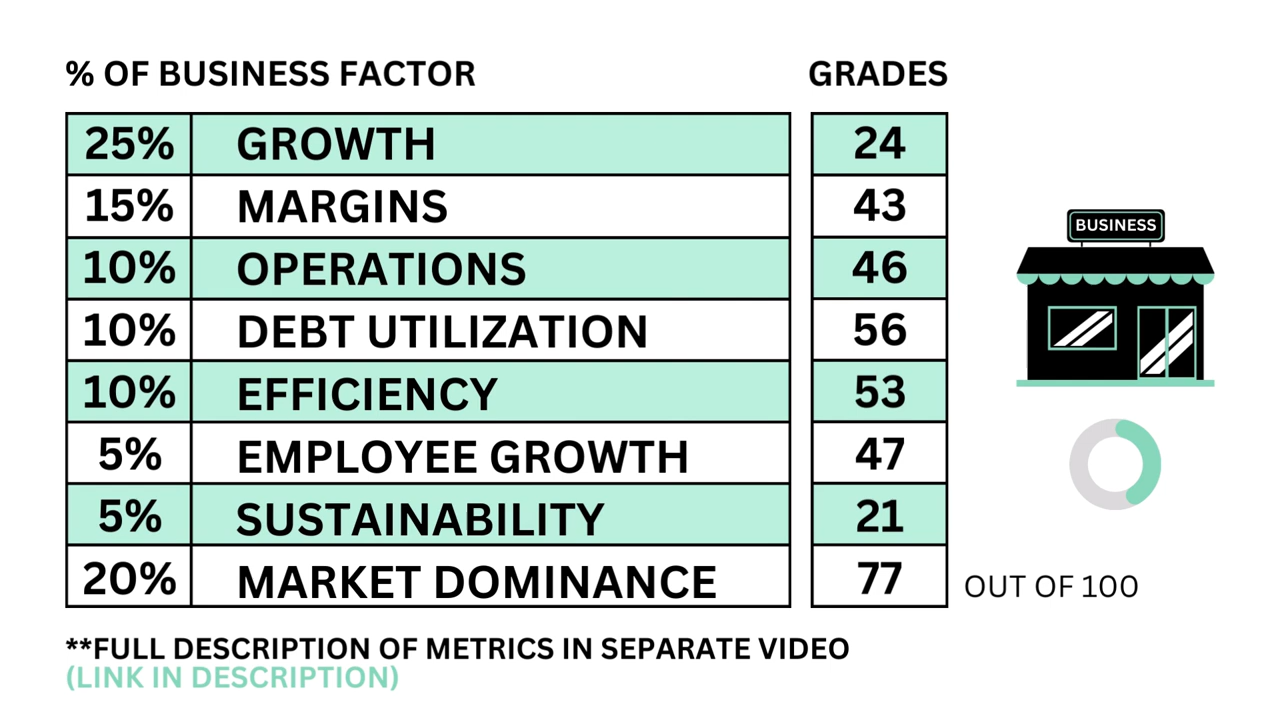 % OF BUSINESS FACTOR GRADES
25% GROWTH 24
15% MARGINS 43
10% OPERATIONS 46
10% DEBT UTILIZATION 56
10% EFFICIENCY 53
5% EMPLOYEE GROWTH 47
5% SUSTAINABILITY 21
20% MARKET DOMINANCE 77 OUT OF 100
BUSINESS
**FULL DESCRIPTION OF METRICS IN SEPARATE VIDEO
(LINK IN DESCRIPTION)